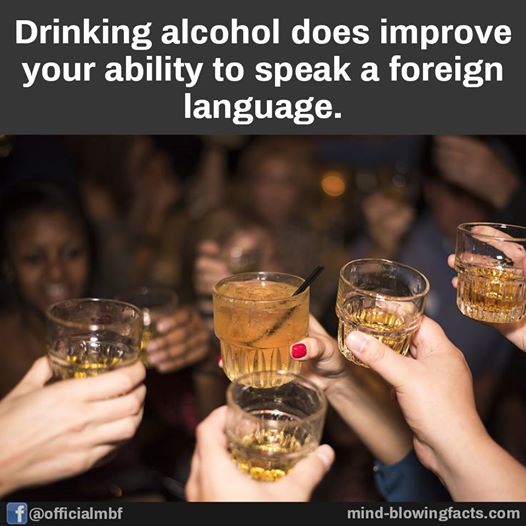 Drinking alcohol does improve
your ability to speak a foreign
language.
f @officialmbf
mind-blowingfacts.com